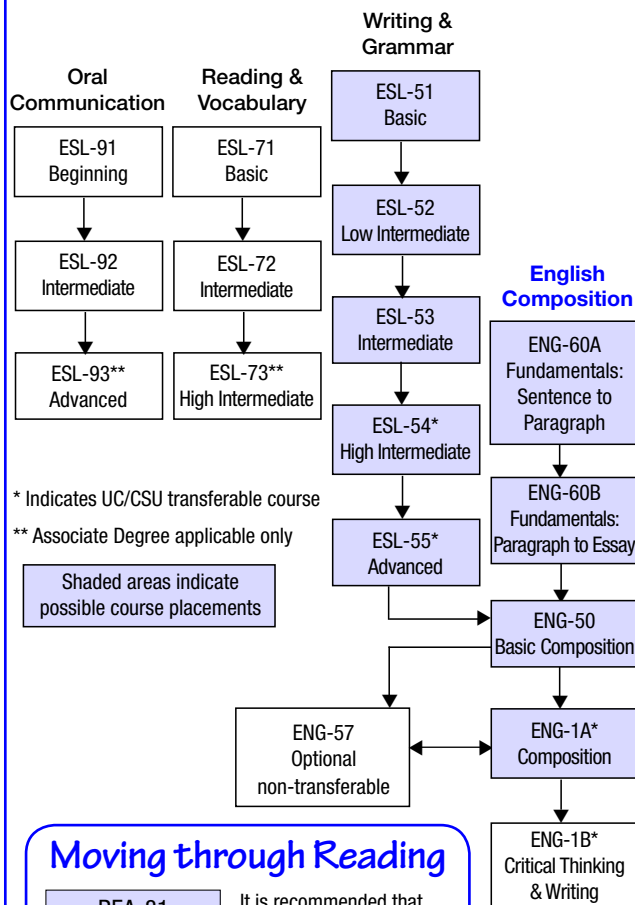 Oral
Communication
ESL-91
Beginning
ESL-92
Intermediate
ESL-93**
Advanced
Reading &
Vocabulary
ESL-71
Basic
ESL-72
Intermediate
ESL-73**
High Intermediate
Writing &
Grammar
ESL-51
Basic
ESL-52
Low Intermediate
ESL-53
Intermediate
ESL-54*
High Intermediate
ESL-55*
Advanced
English
Composition
ENG-60A
Fundamentals:
Sentence to
Paragraph
ENG-60B
Fundamentals:
Paragraph to Essay
ENG-50
Basic Composition
ENG-57
Optional
non-transferable
ENG-1A*
Composition
ENG-1B*
Critical Thinking
& Writing
* Indicates UC/CSU transferable course
** Associate Degree applicable only
Shaded areas indicate
possible course placements
Moving through Reading
It is recommended that